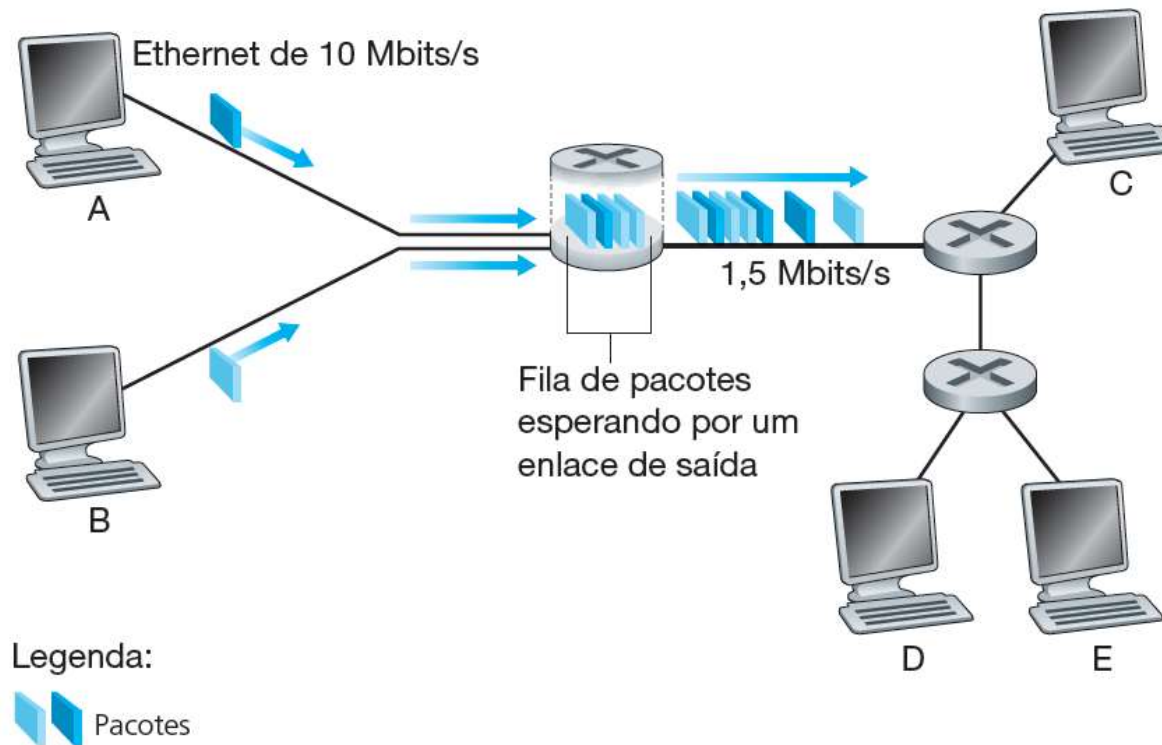 Ethernet de 10 Mbits/s
A
C
1,5 Mbits/s
Fila de pacotes
esperando por um
enlace de saída
B
D
E
Legenda:
Pacotes